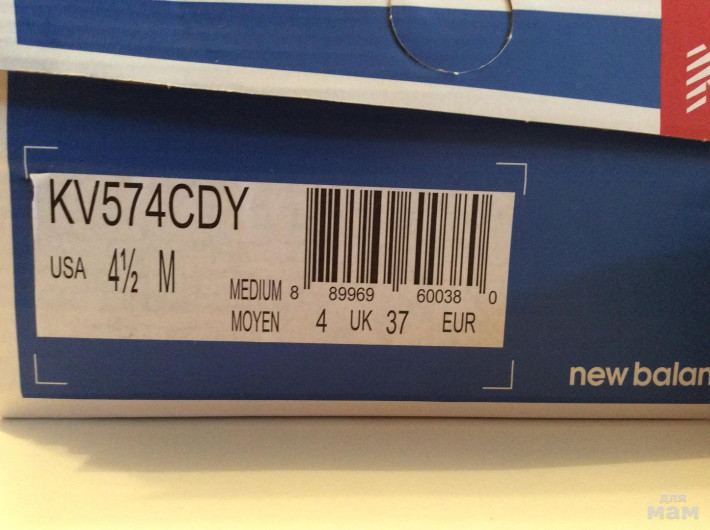 KV574CDY
USA 4½ M
MEDIUM 8 89969 60038 0
MOYEN 4 UK 37 EUR
new balan
для
мам